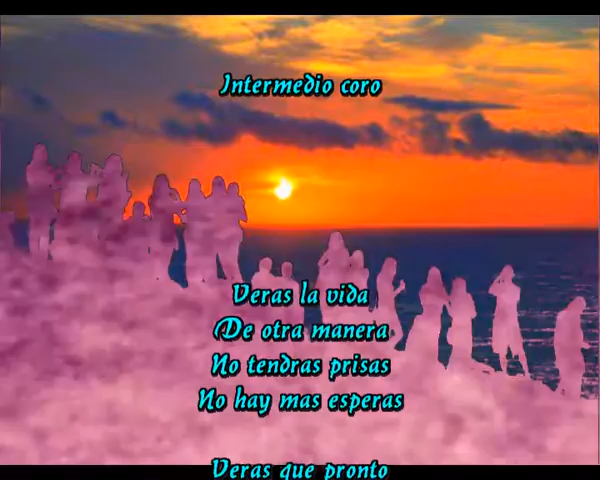 Intermedio coro
Veras la vida
De otra manera
No tendras prisas
No hay mas esperas
Veras que pronto